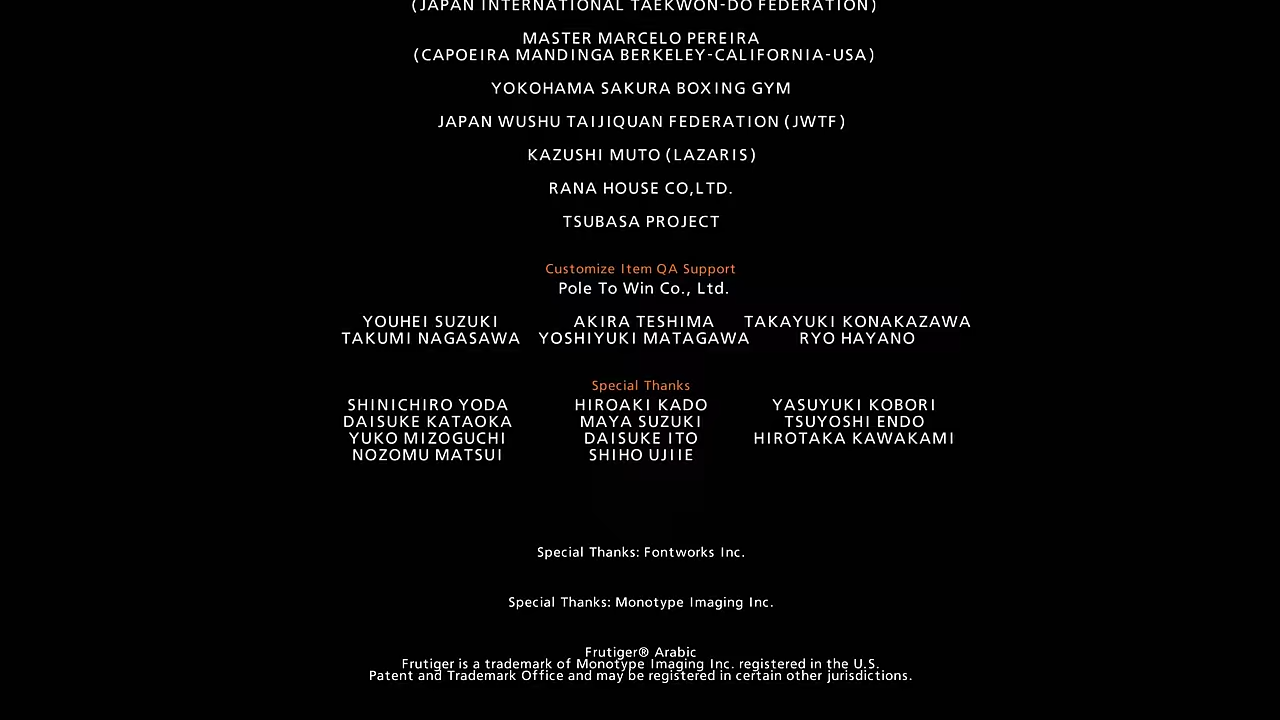 (JAPAN INTERNATIONAL TAEKWON-DO FEDERATION)
MASTER MARCELO PEREIRA
(CAPOEIRA MANDINGA BERKELEY-CALIFORNIA-USA)
YOKOHAMA SAKURA BOXING GYM
JAPAN WUSHU TAIJIQUAN FEDERATION (JWTF)
KAZUSHI MUTO (LAZARIS)
RANA HOUSE CO,LTD.
TSUBASA PROJECT
Customize Item QA Support
Pole To Win Co., Ltd.
YOUHEI SUZUKI AKIRA TESHIMA TAKAYUKI KONAKAZAWA
TAKUMI NAGASAWA YOSHIYUKI MATAGAWA RYO HAYANO
Special Thanks
SHINICHIRO YODA HIROAKI KADO YASUYUKI KOBORI
DAISUKE KATAOKA MAYA SUZUKI TSUYOSHI ENDO
YUKO MIZOGUCHI DAISUKE ITO HIROTAKA KAWAKAMI
NOZOMU MATSUI SHIHO UJIIE
Special Thanks: Fontworks Inc.
Special Thanks: Monotype Imaging Inc.
Frutiger® Arabic
Frutiger is a trademark of Monotype Imaging Inc. registered in the U.S.
Patent and Trademark Office and may be registered in certain other jurisdictions.